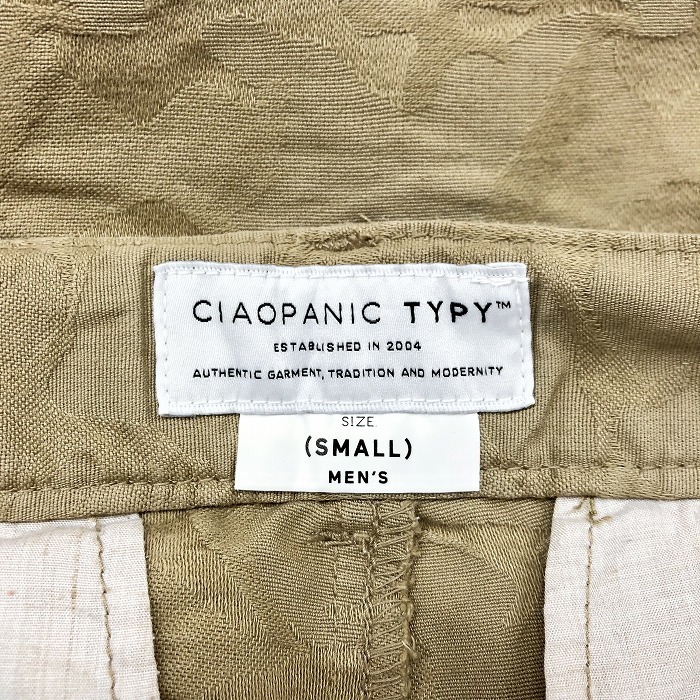 CIAOPANIC TYPY™
ESTABLISHED IN 2004
AUTHENTIC GARMENT, TRADITION AND MODERNITY
SIZE
(SMALL)
MEN'S